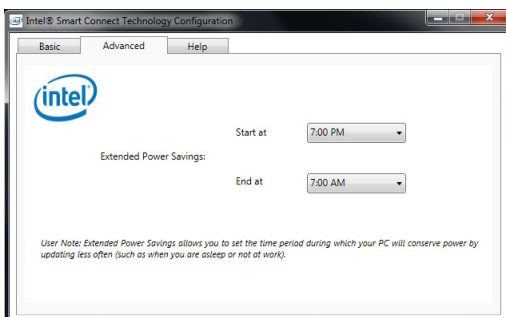 Intel® Smart Connect Technology Configuration
Basic Advanced Help
intel
Start at 7:00 PM
Extended Power Savings:
End at 7:00 AM
User Note: Extended Power Savings allows you to set the time period during which your PC will conserve power by
updating less often (such as when you are asleep or not at work).